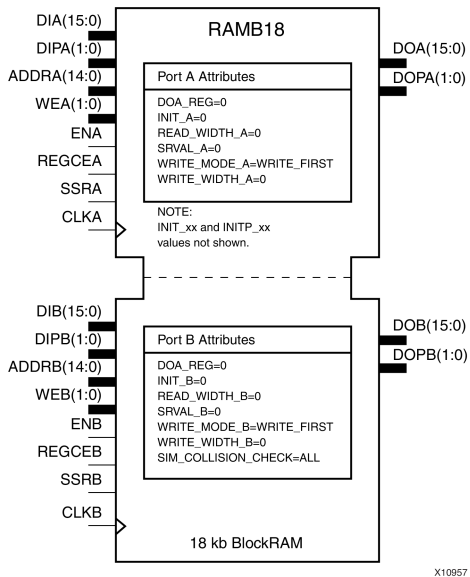 RAMB18
DIA(15:0)
DIPA(1:0)
ADDRA(14:0)
WEA(1:0)
ENA
REGCEA
SSRA
CLKA
DOA(15:0)
DOPA(1:0)
Port A Attributes
DOA_REG=0
INIT_A=0
READ_WIDTH_A=0
SRVAL_A=0
WRITE_MODE_A=WRITE_FIRST
WRITE_WIDTH_A=0
NOTE:
INIT_xx and INITP_xx
values not shown.
DIB(15:0)
DIPB(1:0)
ADDRB(14:0)
WEB(1:0)
ENB
REGCEB
SSRB
CLKB
DOB(15:0)
DOPB(1:0)
Port B Attributes
DOA_REG=0
INIT_B=0
READ_WIDTH_B=0
SRVAL_B=0
WRITE_MODE_B=WRITE_FIRST
WRITE_WIDTH_B=0
SIM_COLLISION_CHECK=ALL
18 kb BlockRAM
X10957